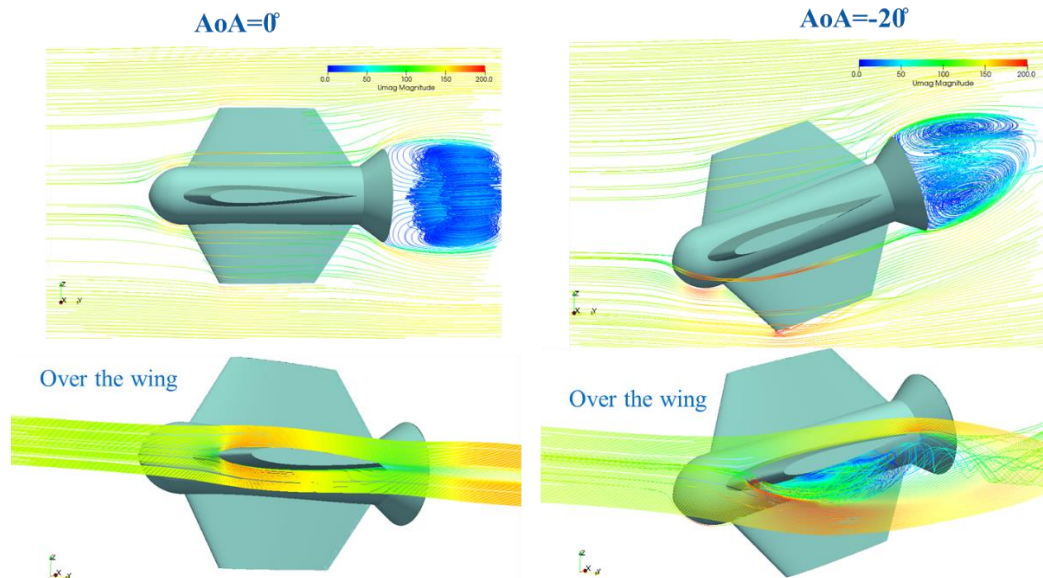 AoA=0°
AoA=-20°
0.0 50 100 150 200.0
Umag Magnitude
0.0 50 100 150 200.0
Umag Magnitude
Z
X Y
Z
X Y
Over the wing
Over the wing
Z
X Y
Z
X Y